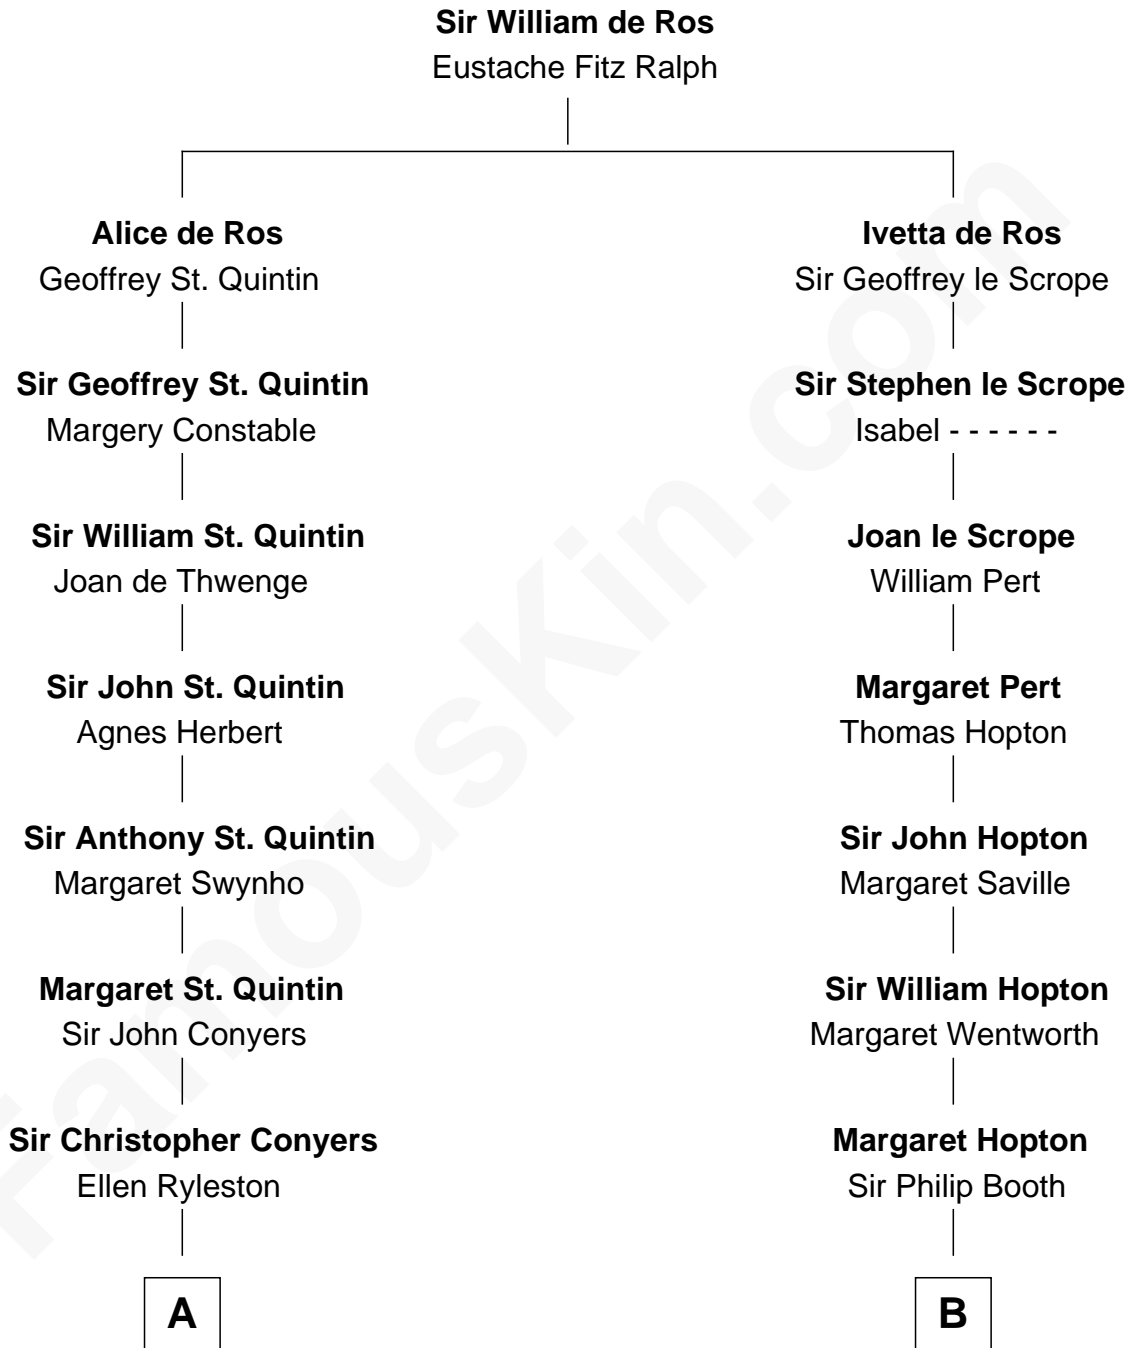 Sir William de Ros
Eustache Fitz Ralph
Alice de Ros
Geoffrey St. Quintin
Ivetta de Ros
Sir Geoffrey le Scrope
Sir Geoffrey St. Quintin
Margery Constable
Sir Stephen le Scrope
Isabel - - - - - -
Sir William St. Quintin
Joan de Thwenge
Joan le Scrope
William Pert
Sir John St. Quintin
Agnes Herbert
Margaret Pert
Thomas Hopton
Sir Anthony St. Quintin
Margaret Swynho
Sir John Hopton
Margaret Saville
Margaret St. Quintin
Sir John Conyers
Sir William Hopton
Margaret Wentworth
Sir Christopher Conyers
Ellen Ryleston
Margaret Hopton
Sir Philip Booth
A
B
FamousKin.com